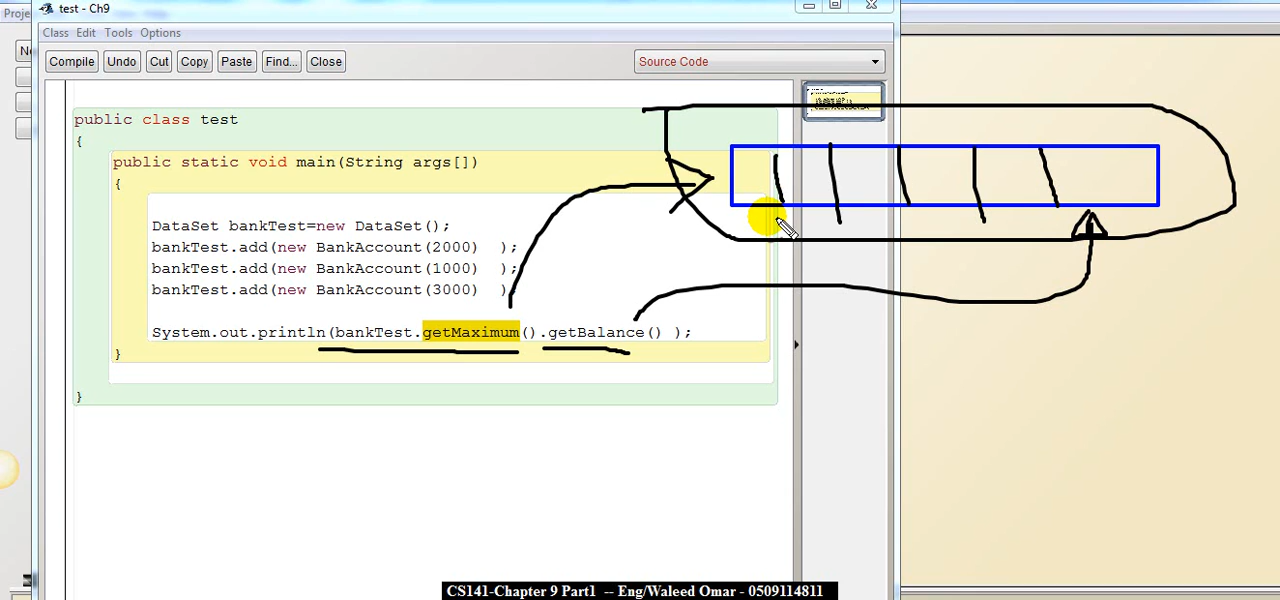 test - Ch9
Proje
Class Edit Tools Options
Compile Undo Cut Copy Paste Find... Close Source Code
public class test
{
public static void main(String args[])
{
DataSet bankTest=new DataSet();
bankTest.add(new BankAccount(2000) );
bankTest.add(new BankAccount(1000) );
bankTest.add(new BankAccount(3000) )
System.out.println(bankTest.getMaximum().getBalance() );
}
}
CS141-Chapter 9 Part1 -- Eng/Waleed Omar - 0509114811